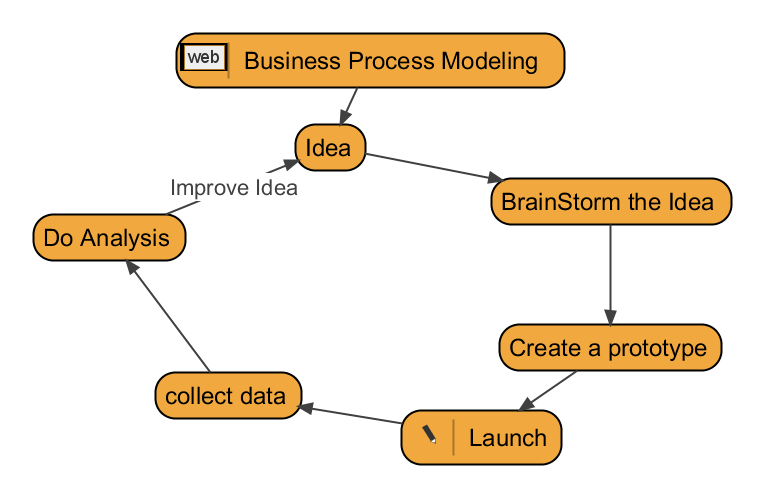 web
Business Process Modeling
Idea
Improve Idea
BrainStorm the Idea
Do Analysis
Create a prototype
collect data
Launch